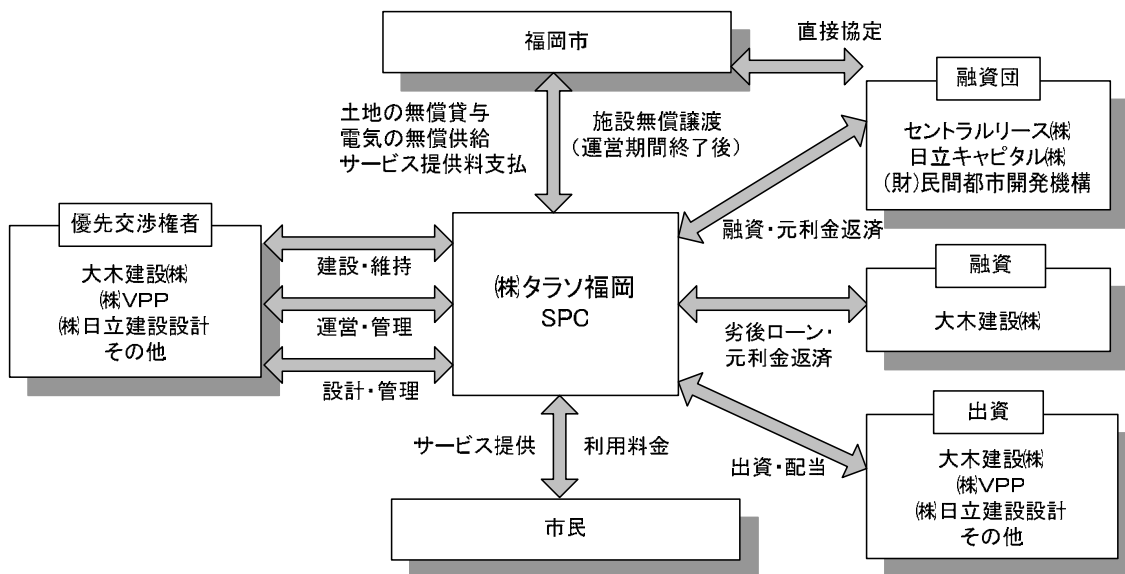 福岡市
直接協定
融資団
セントラルリース㈱
日立キャピタル㈱
(財)民間都市開発機構
土地の無償貸与
電気の無償供給
サービス提供料支払
施設無償譲渡
(運営期間終了後)
優先交渉権者
大木建設㈱
㈱VPP
㈱日立建設設計
その他
建設・維持
運営・管理
設計・管理
㈱タラソ福岡
SPC
融資・元利金返済
融資
大木建設㈱
劣後ローン・
元利金返済
出資
大木建設㈱
㈱VPP
㈱日立建設設計
その他
出資・配当
サービス提供
利用料金
市民